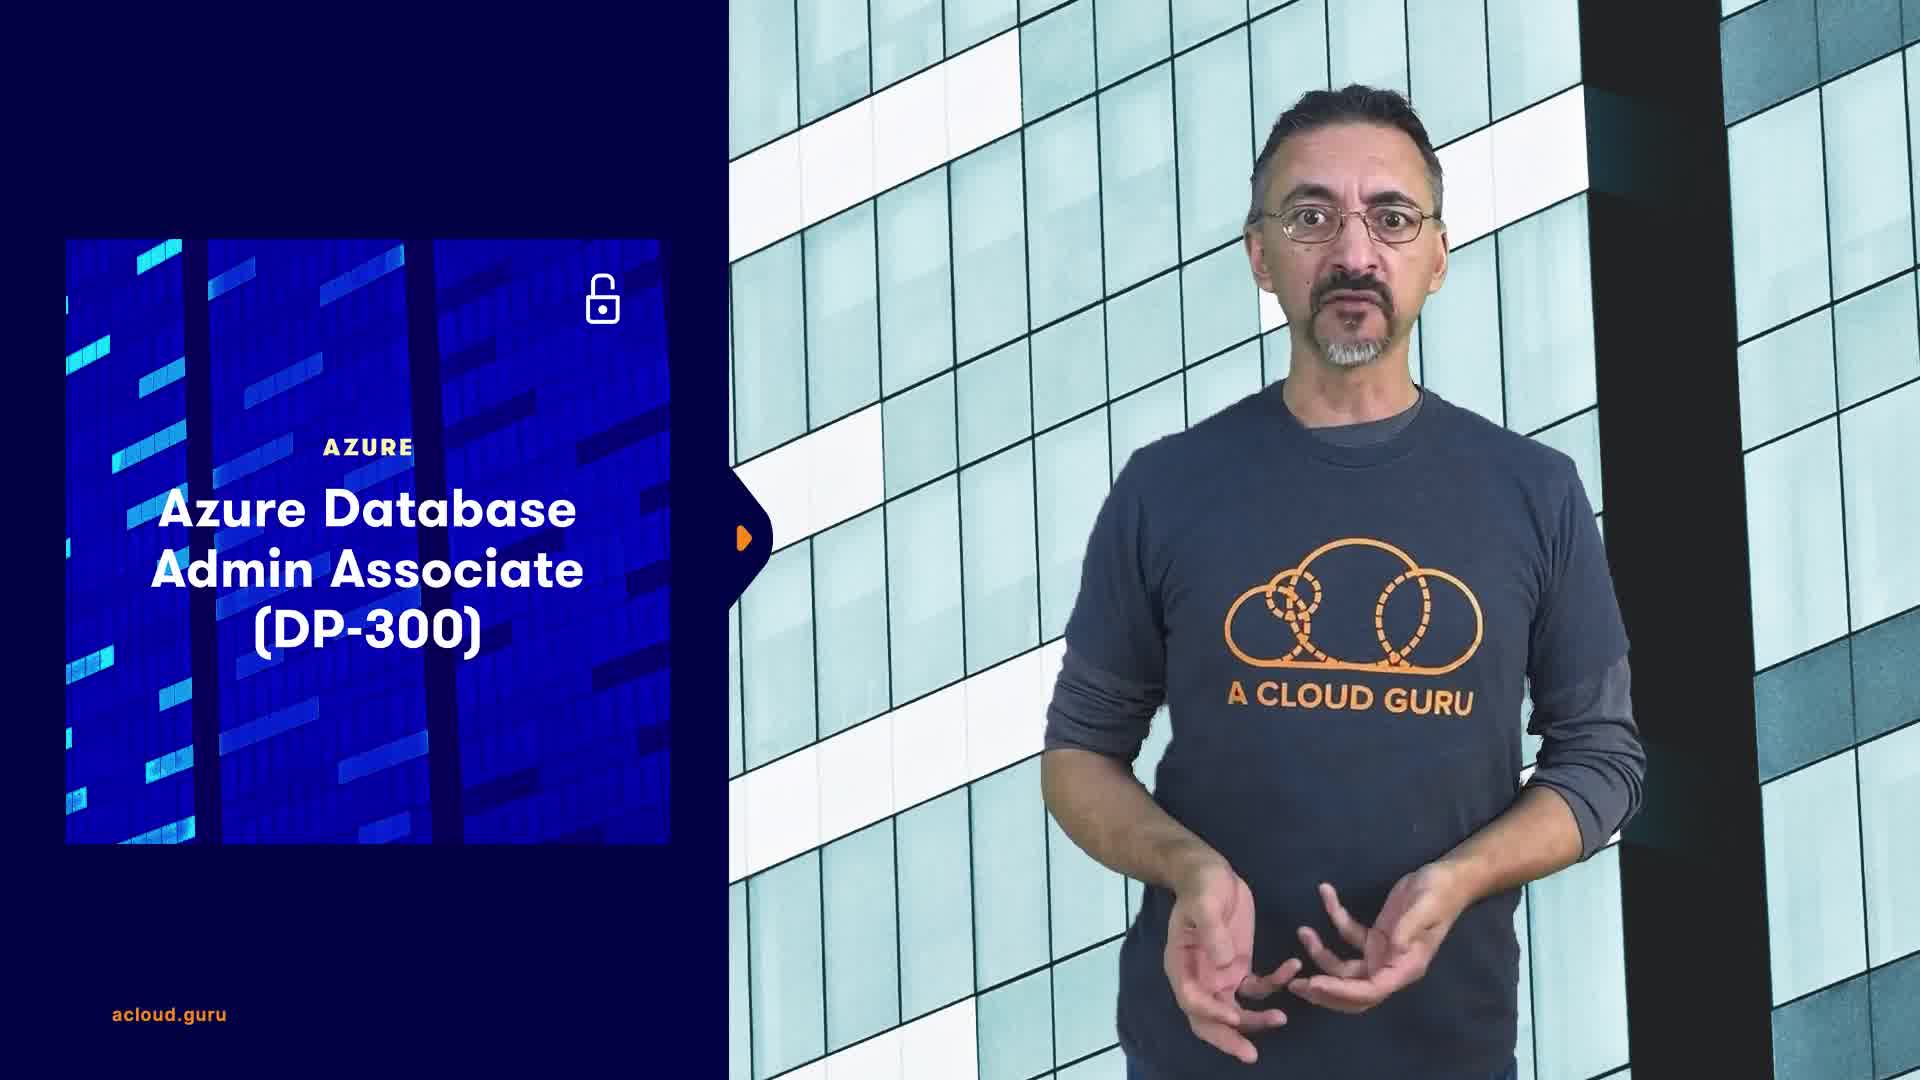 AZURE
Azure Database
Admin Associate
(DP-300)
acloud.guru
A CLOUD GURU